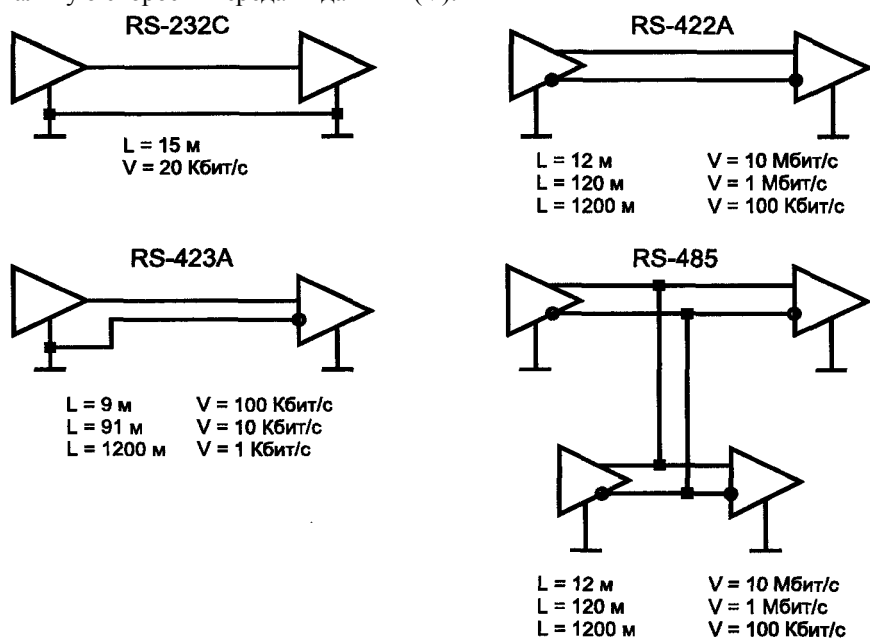 RS-232C
L = 15 м
V = 20 Кбит/с
RS-422A
L = 12 м V = 10 Мбит/с
L = 120 м V = 1 Мбит/с
L = 1200 м V = 100 Кбит/с
RS-423A
L = 9 м V = 100 Кбит/с
L = 91 м V = 10 Кбит/с
L = 1200 м V = 1 Кбит/с
RS-485
L = 12 м V = 10 Мбит/с
L = 120 м V = 1 Мбит/с
L = 1200 м V = 100 Кбит/с